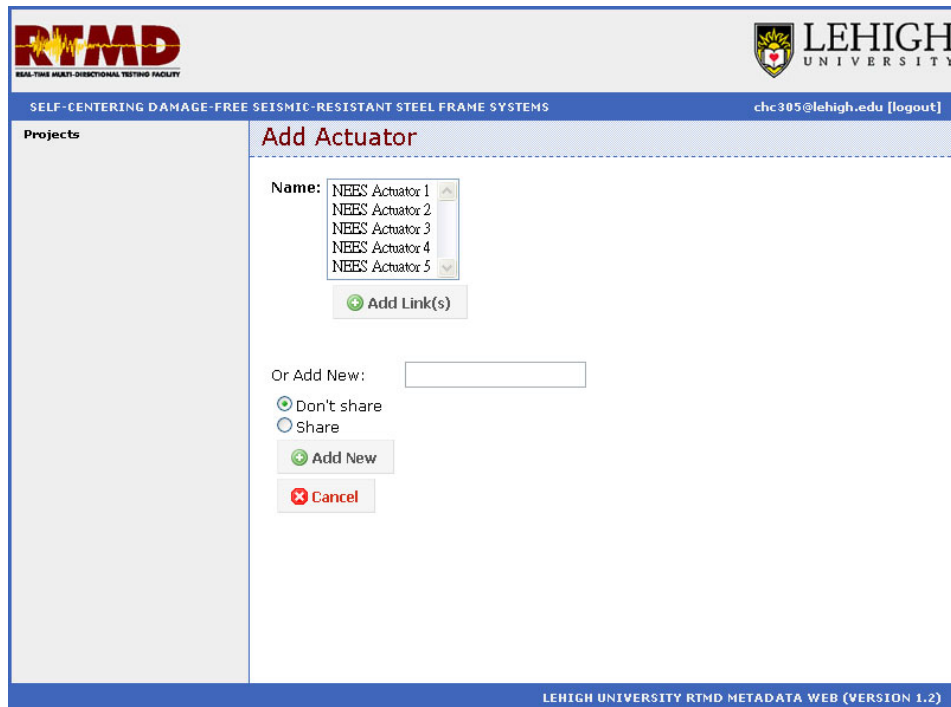 RTMD
REAL-TIME MULTI-DIRECTIONAL TESTING FACILITY
LEHIGH
UNIVERSITY
SELF-CENTERING DAMAGE-FREE SEISMIC-RESISTANT STEEL FRAME SYSTEMS
chc305@lehigh.edu [logout]
Projects
Add Actuator
Name:
NEES Actuator 1
NEES Actuator 2
NEES Actuator 3
NEES Actuator 4
NEES Actuator 5
Add Link(s)
Or Add New:
Don't share
Share
Add New
Cancel
LEHIGH UNIVERSITY RTMD METADATA WEB (VERSION 1.2)